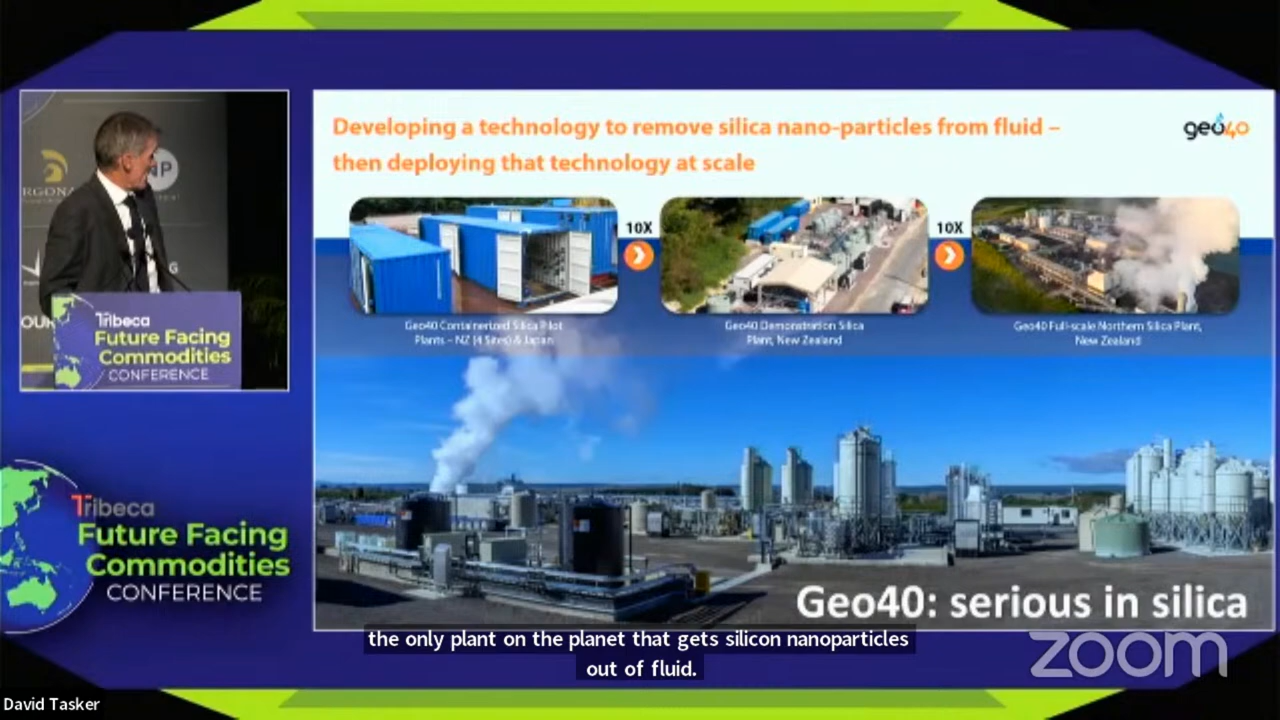 Developing a technology to remove silica nano-particles from fluid –
then deploying that technology at scale
geo40
10X
10X
Geo40 Containerized Silica Pilot
Plants – NZ (4 Sites) & Japan
Geo40 Demonstration Silica
Plant, New Zealand
Geo40 Full-scale Northern Silica Plant,
New Zealand
Geo40: serious in silica
Tribeca
Future Facing
Commodities
CONFERENCE
Tribeca
Future Facing
Commodities
CONFERENCE
the only plant on the planet that gets silicon nanoparticles
out of fluid.
zoom
David Tasker